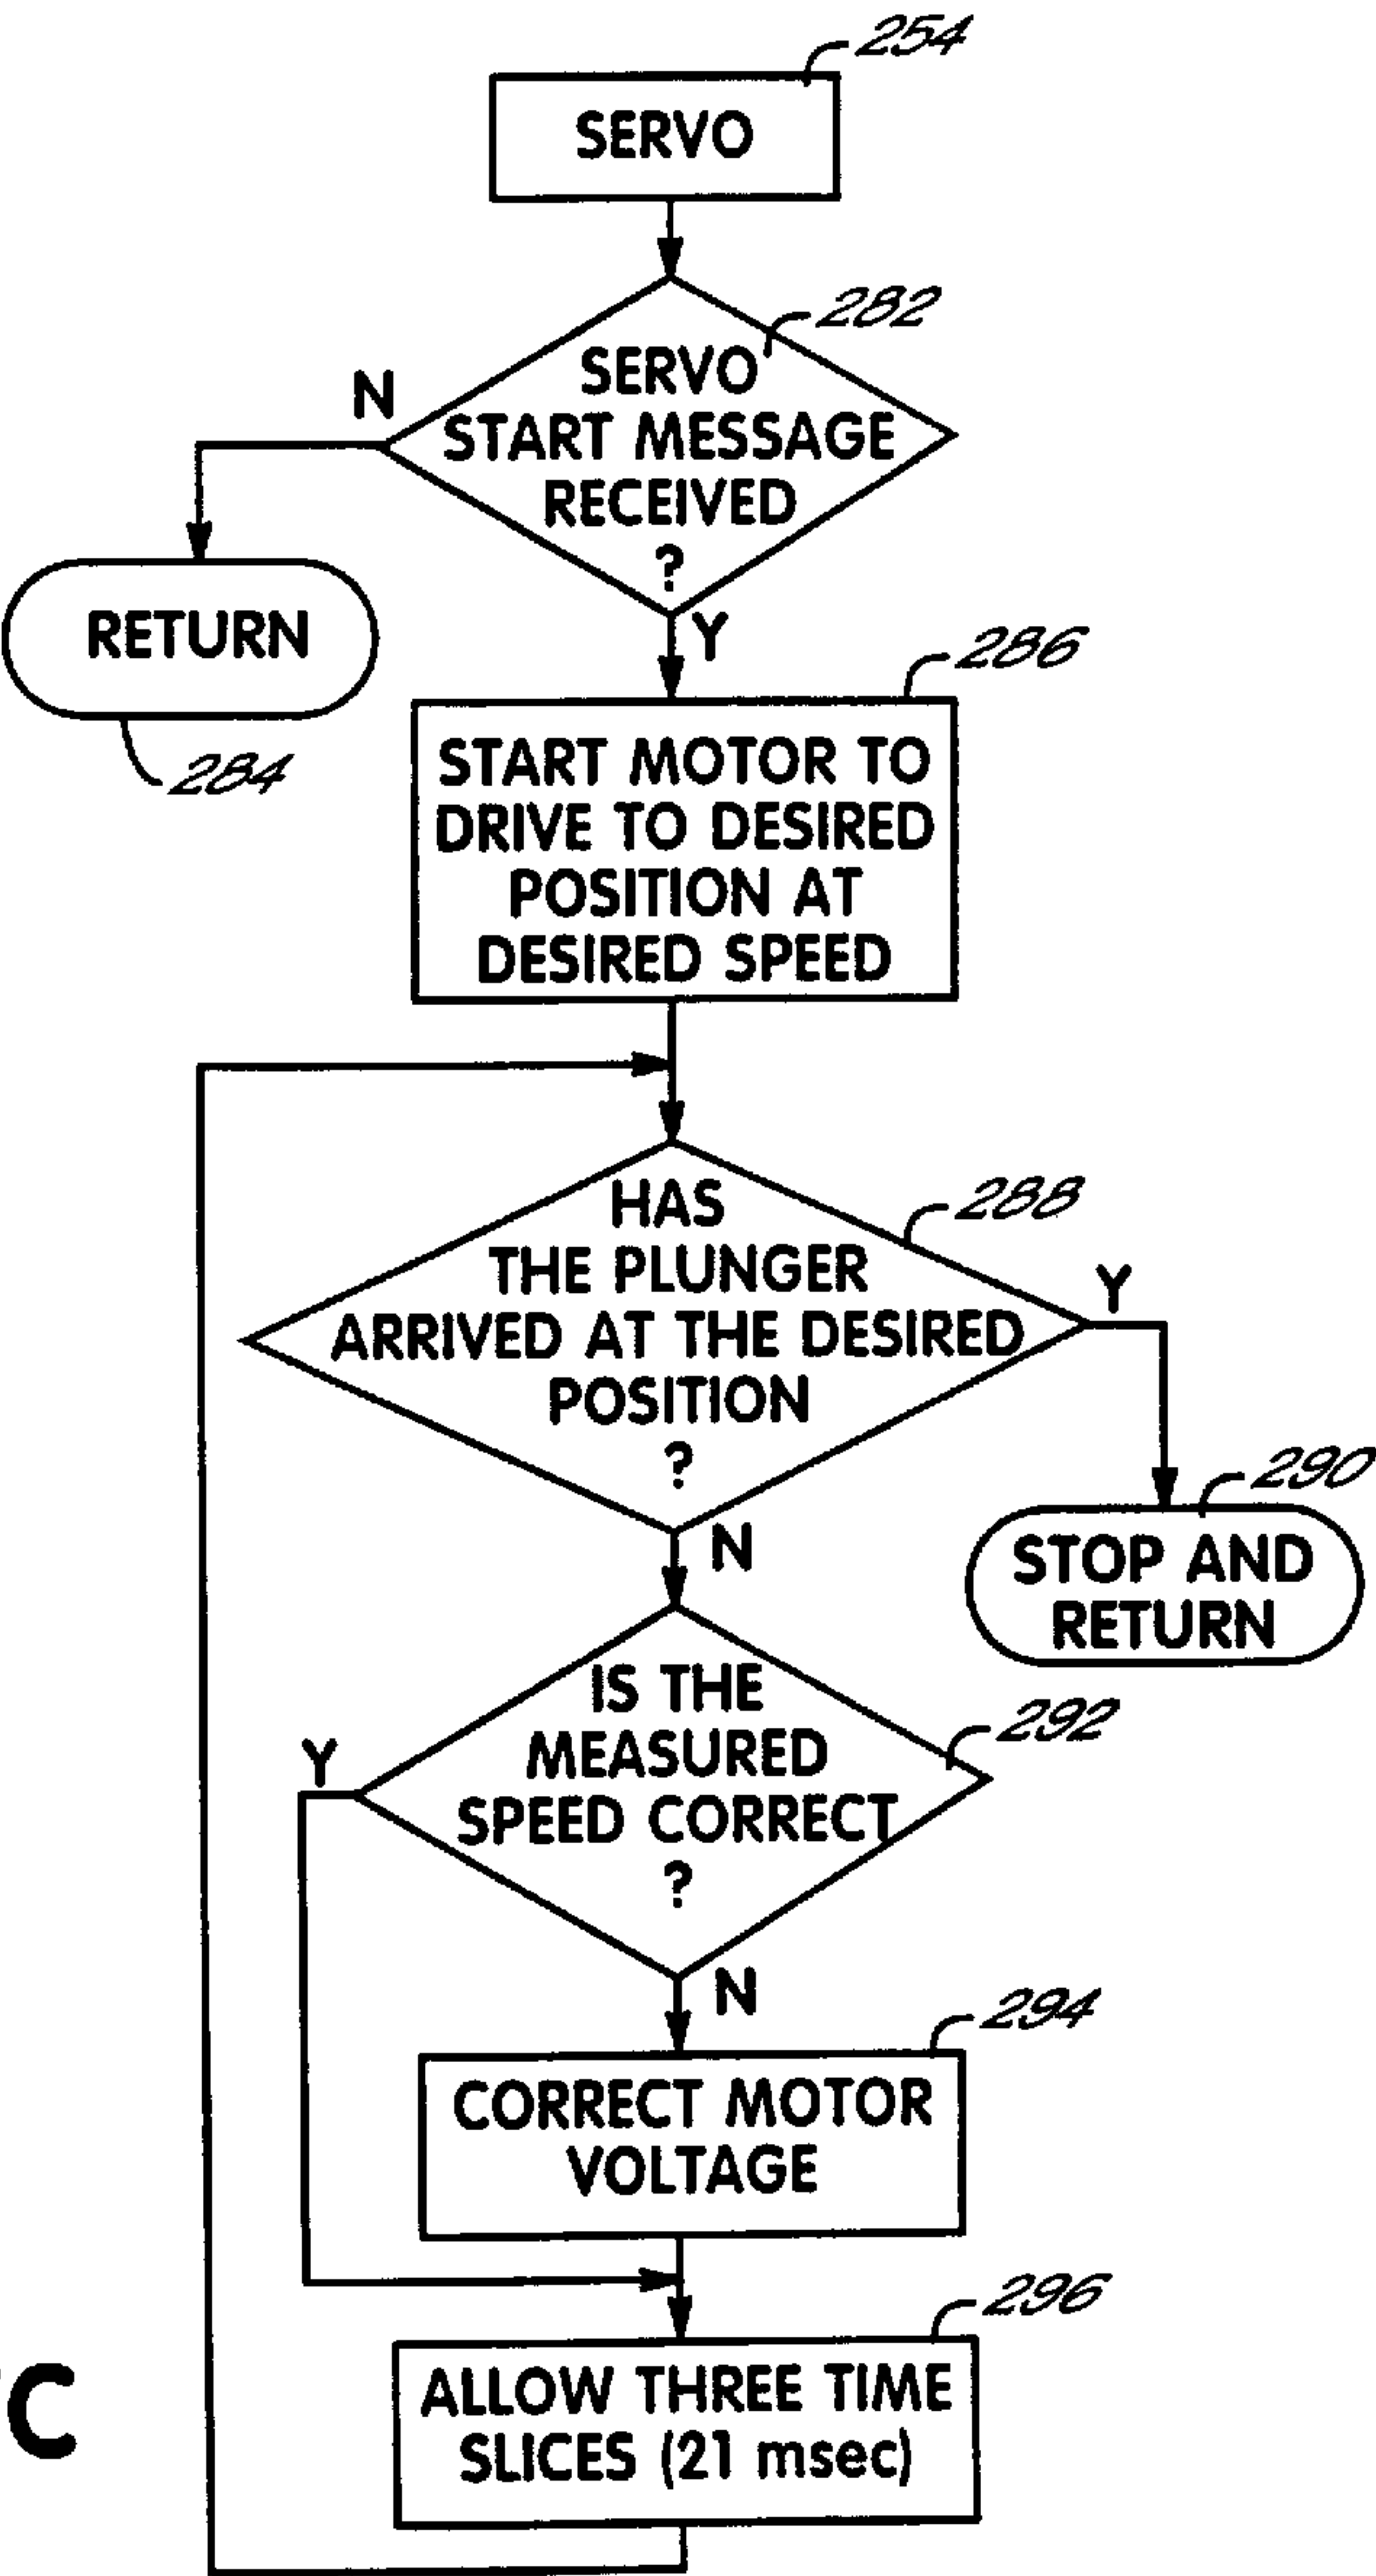 254
SERVO
282
SERVO
START MESSAGE
RECEIVED
?
N
Y
RETURN
284
286
START MOTOR TO
DRIVE TO DESIRED
POSITION AT
DESIRED SPEED
288
HAS
THE PLUNGER
ARRIVED AT THE DESIRED
POSITION
?
Y
N
290
STOP AND
RETURN
292
IS THE
MEASURED
SPEED CORRECT
?
Y
N
294
CORRECT MOTOR
VOLTAGE
296
ALLOW THREE TIME
SLICES (21 msec)
C